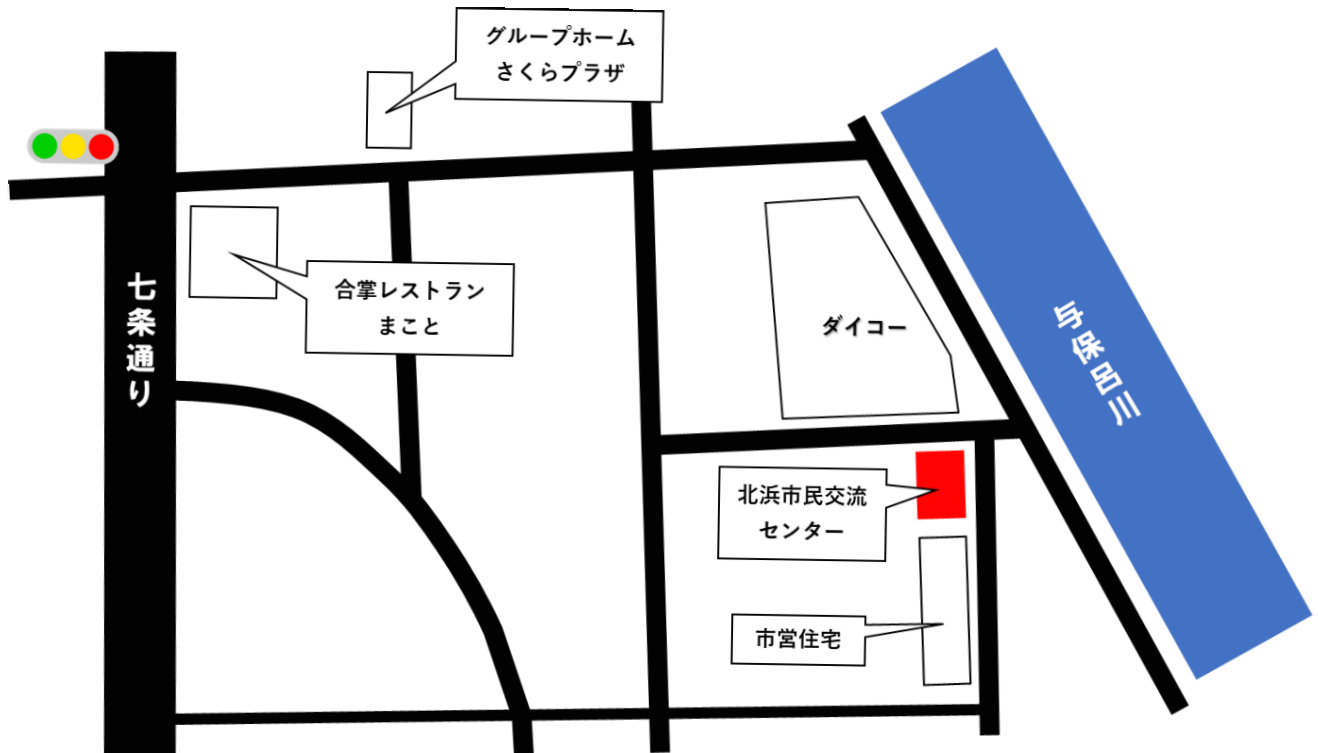 グループホーム
さくらプラザ
合掌レストラン
まこと
七条通り
ダイコー
与保呂川
北浜市民交流
センター
市営住宅